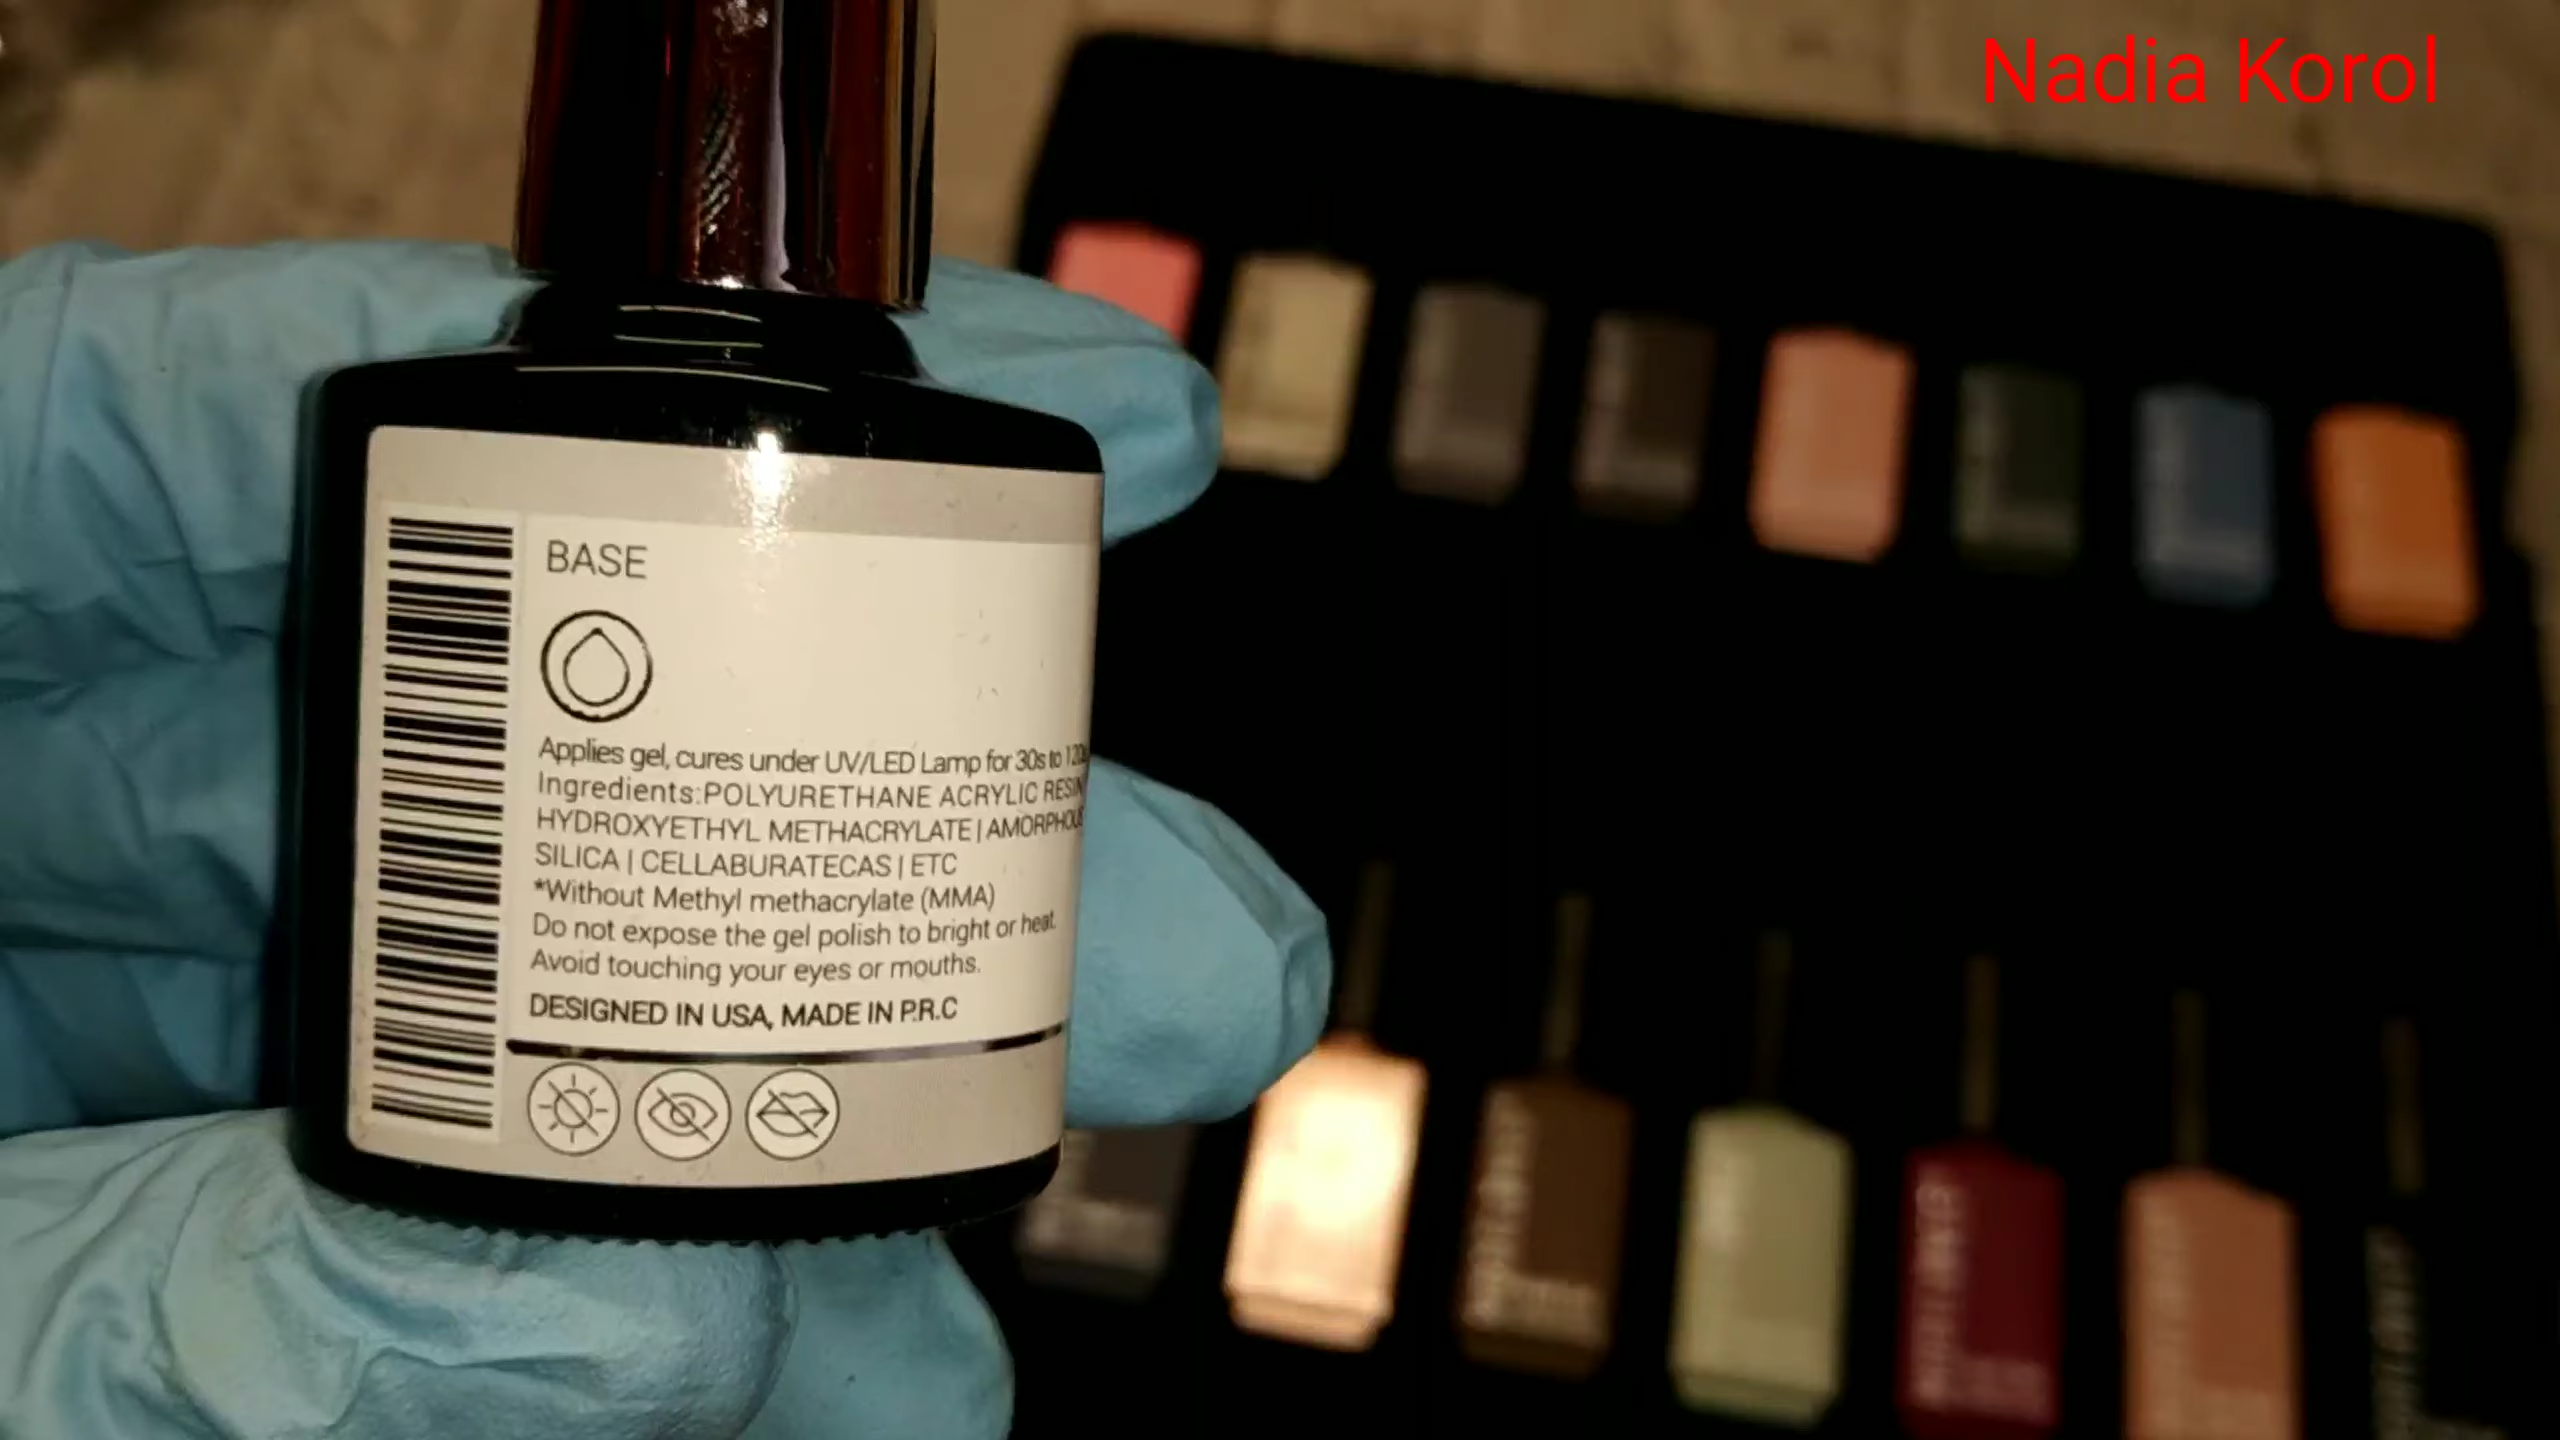 Nadia Korol
BASE
Applies gel, cures under UV/LED Lamp for 30s to
Ingredients:POLYURETHANE ACRYLIC RESIN
HYDROXYETHYL METHACRYLATE | AMORPHOUS
SILICA | CELLABURATECAS | ETC
*Without Methyl methacrylate (MMA)
Do not expose the gel polish to bright or heat.
Avoid touching your eyes or mouths.
DESIGNED IN USA, MADE IN P.R.C